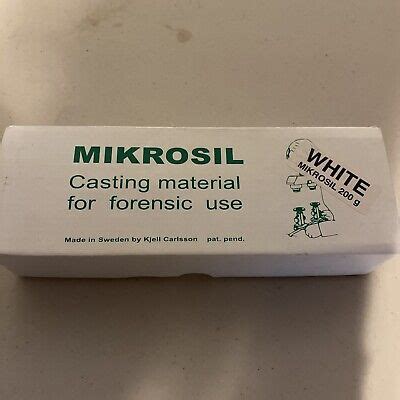 MIKROSIL
Casting material
for forensic use
Made in Sweden by Kjell Carlsson pat. pend.
WHITE
MIKROSIL 200 g